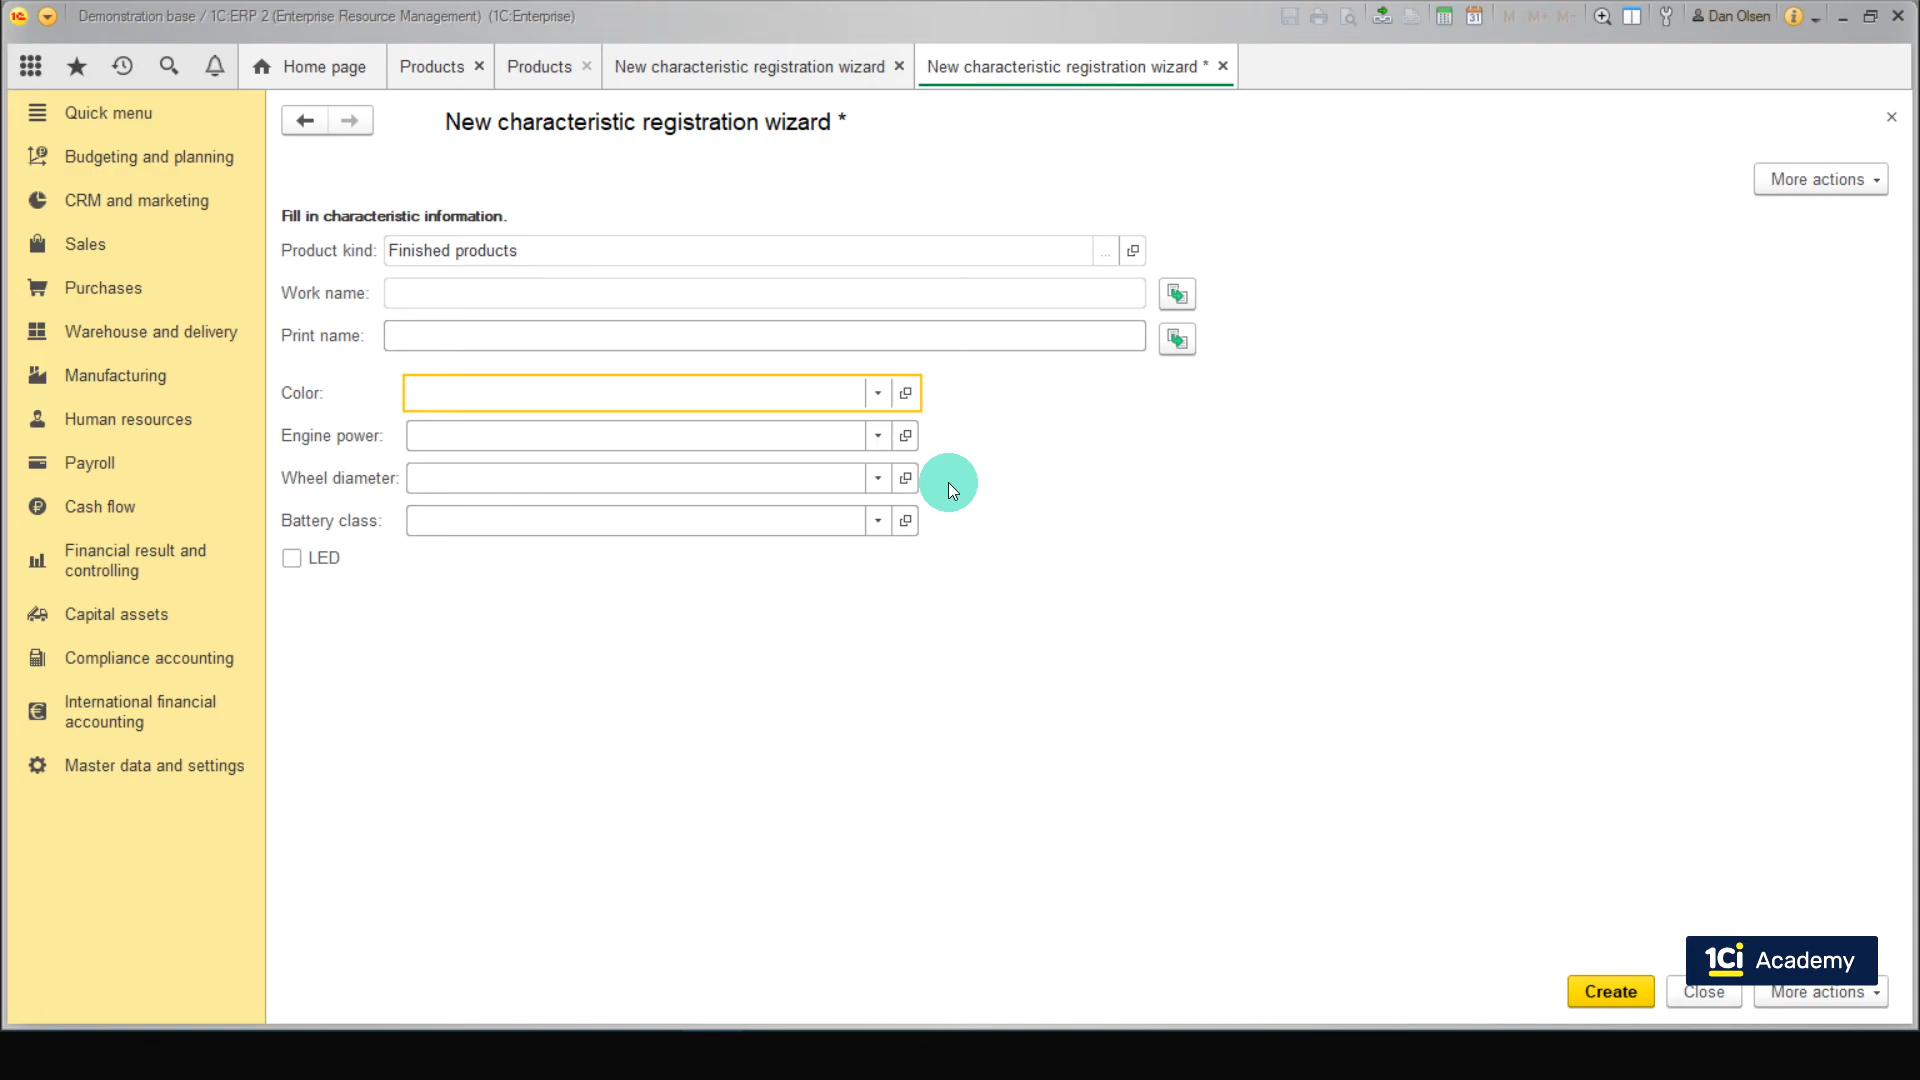 Demonstration base / 1C:ERP 2 (Enterprise Resource Management) (1C:Enterprise)
M M+ M- Dan Olsen
Home page Products Products New characteristic registration wizard New characteristic registration wizard *
Quick menu
Budgeting and planning
CRM and marketing
Sales
Purchases
Warehouse and delivery
Manufacturing
Human resources
Payroll
Cash flow
Financial result and
controlling
Capital assets
Compliance accounting
International financial
accounting
Master data and settings
New characteristic registration wizard *
More actions
Fill in characteristic information.
Product kind: Finished products ...
Work name:
Print name:
Color:
Engine power:
Wheel diameter:
Battery class:
LED
1Ci Academy
Create Close More actions